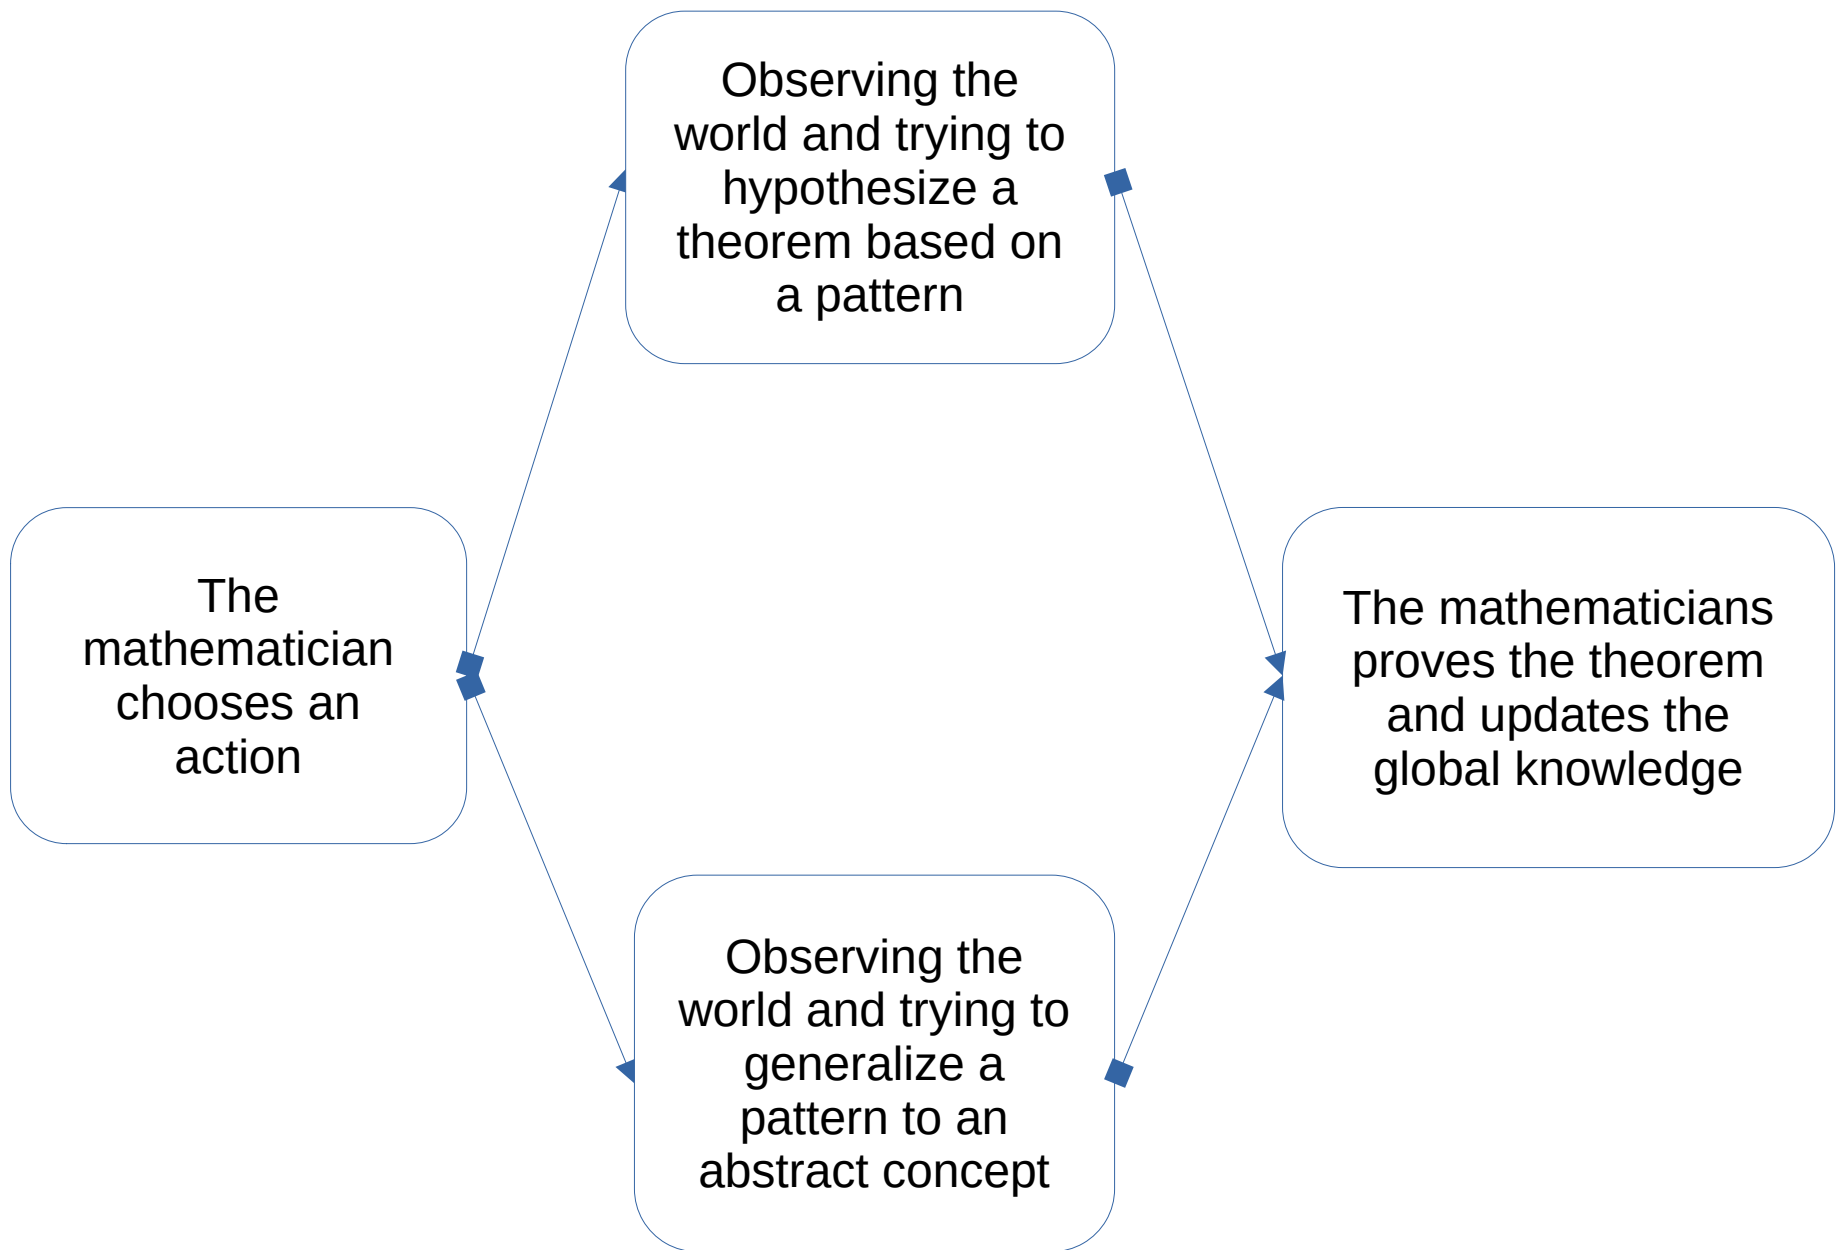 Observing the
world and trying to
hypothesize a
theorem based on
a pattern
The
mathematician
chooses an
action
The mathematicians
proves the theorem
and updates the
global knowledge
Observing the
world and trying to
generalize a
pattern to an
abstract concept